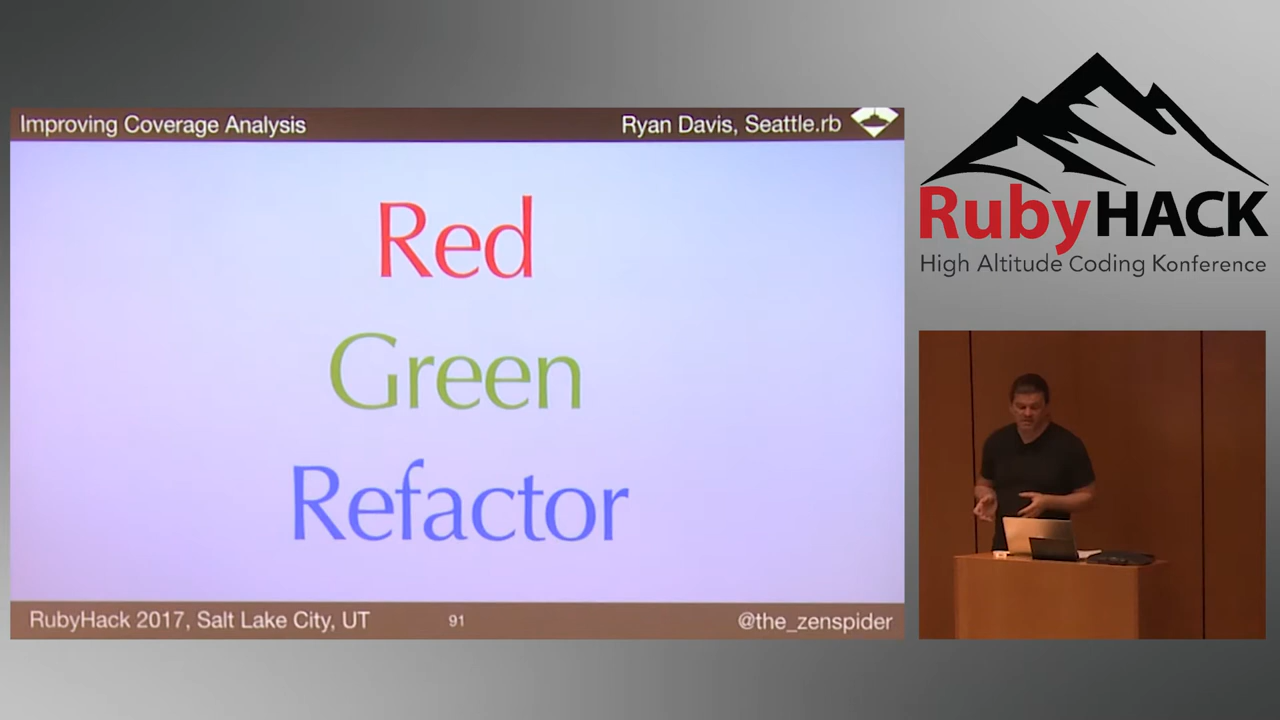 Improving Coverage Analysis
Ryan Davis, Seattle.rb
Red
Green
Refactor
RubyHack 2017, Salt Lake City, UT
91
@the_zenspider
RubyHACK
High Altitude Coding Konference